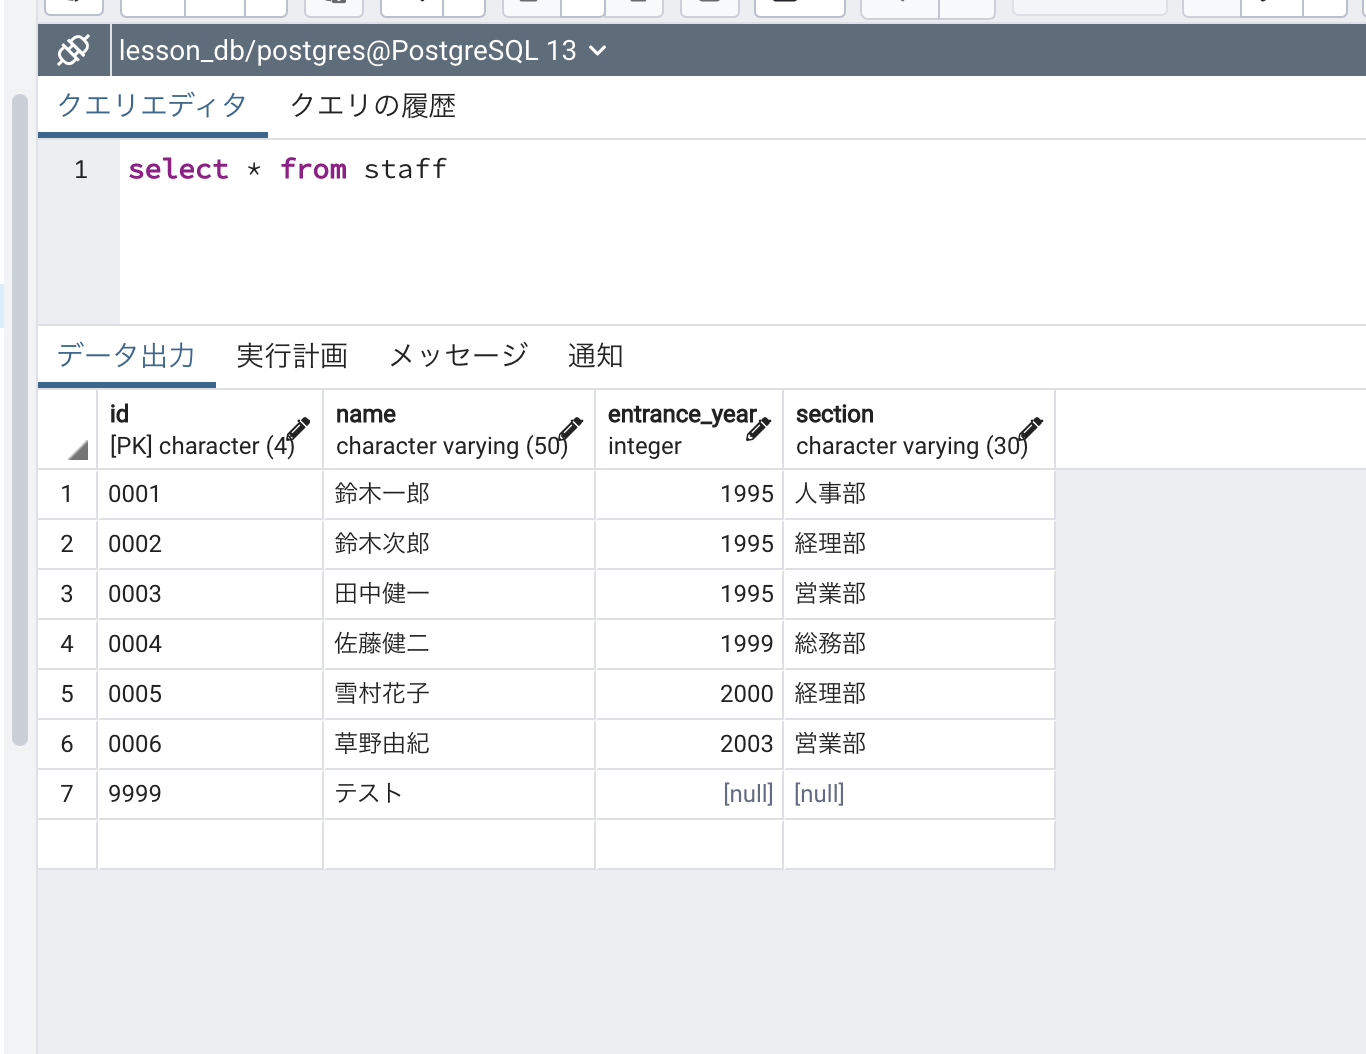 lesson_db/postgres@PostgreSQL 13
クエリエディタ クエリの履歴
1 select * from staff
データ出力 実行計画 メッセージ 通知
id name entrance_year section
[PK] character (4) character varying (50) integer character varying (30)
1 0001 鈴木一郎 1995 人事部
2 0002 鈴木次郎 1995 経理部
3 0003 田中健一 1995 営業部
4 0004 佐藤健二 1999 総務部
5 0005 雪村花子 2000 経理部
6 0006 草野由紀 2003 営業部
7 9999 テスト [null] [null]